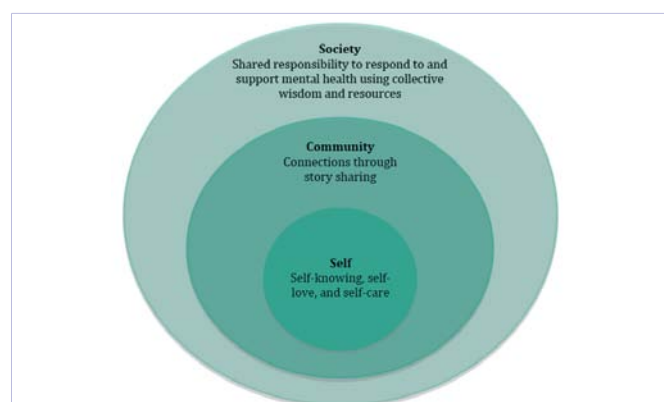 Society
Shared responsibility to respond to and
support mental health using collective
wisdom and resources
Community
Connections through
story sharing
Self
Self-knowing, self-
love, and self-care